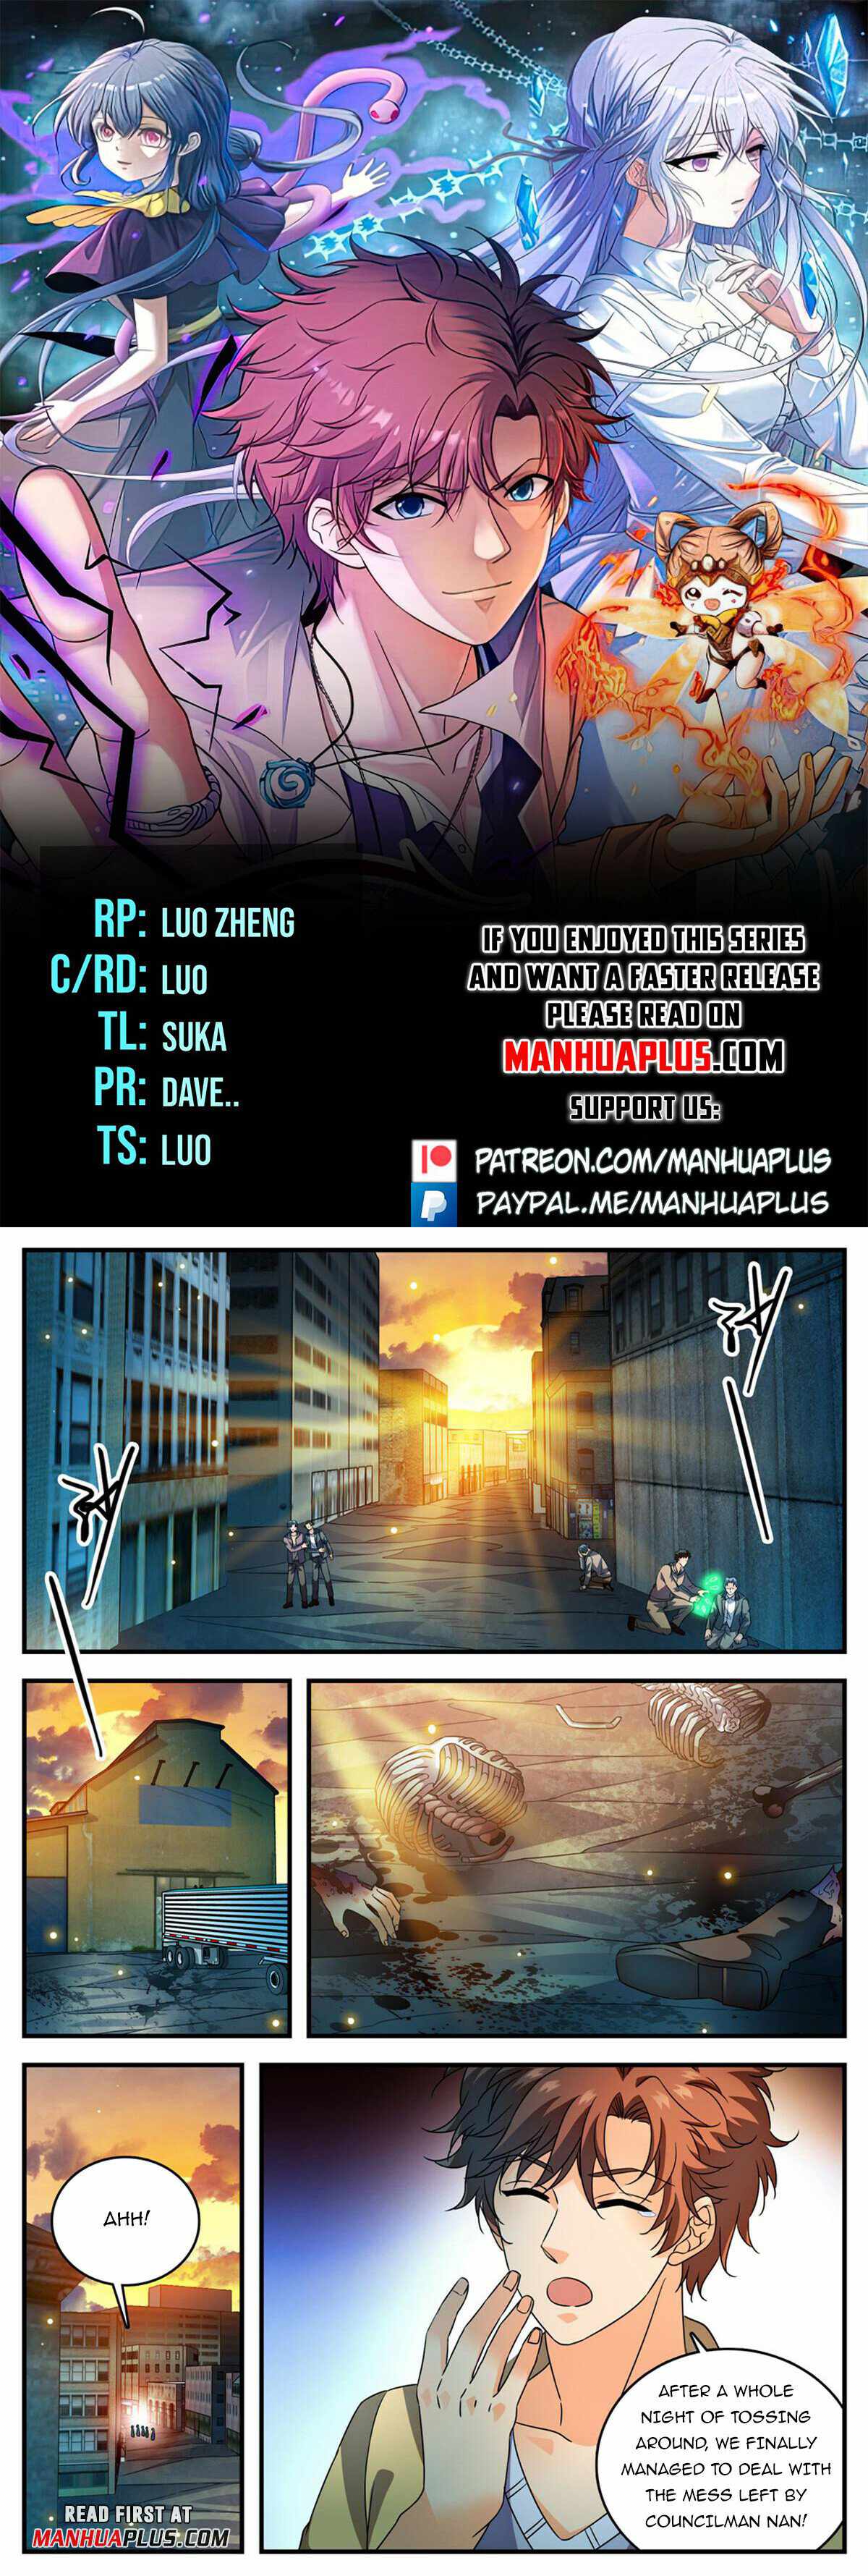 RP: LUO ZHENG
C/RD: LUO
TL: SUKA
PR: DAVE..
TS: LUO
IF YOU ENJOYED THIS SERIES
AND WANT A FASTER RELEASE
PLEASE READ ON
MANHUAPLUS.COM
SUPPORT US:
PATREON.COM/MANHUAPLUS
PAYPAL.ME/MANHUAPLUS
AHH!
AFTER A WHOLE
NIGHT OF TOSSING
AROUND, WE FINALLY
MANAGED TO DEAL WITH
THE MESS LEFT BY
COUNCILMAN NAN!
READ FIRST AT
MANHUAPLUS.COM